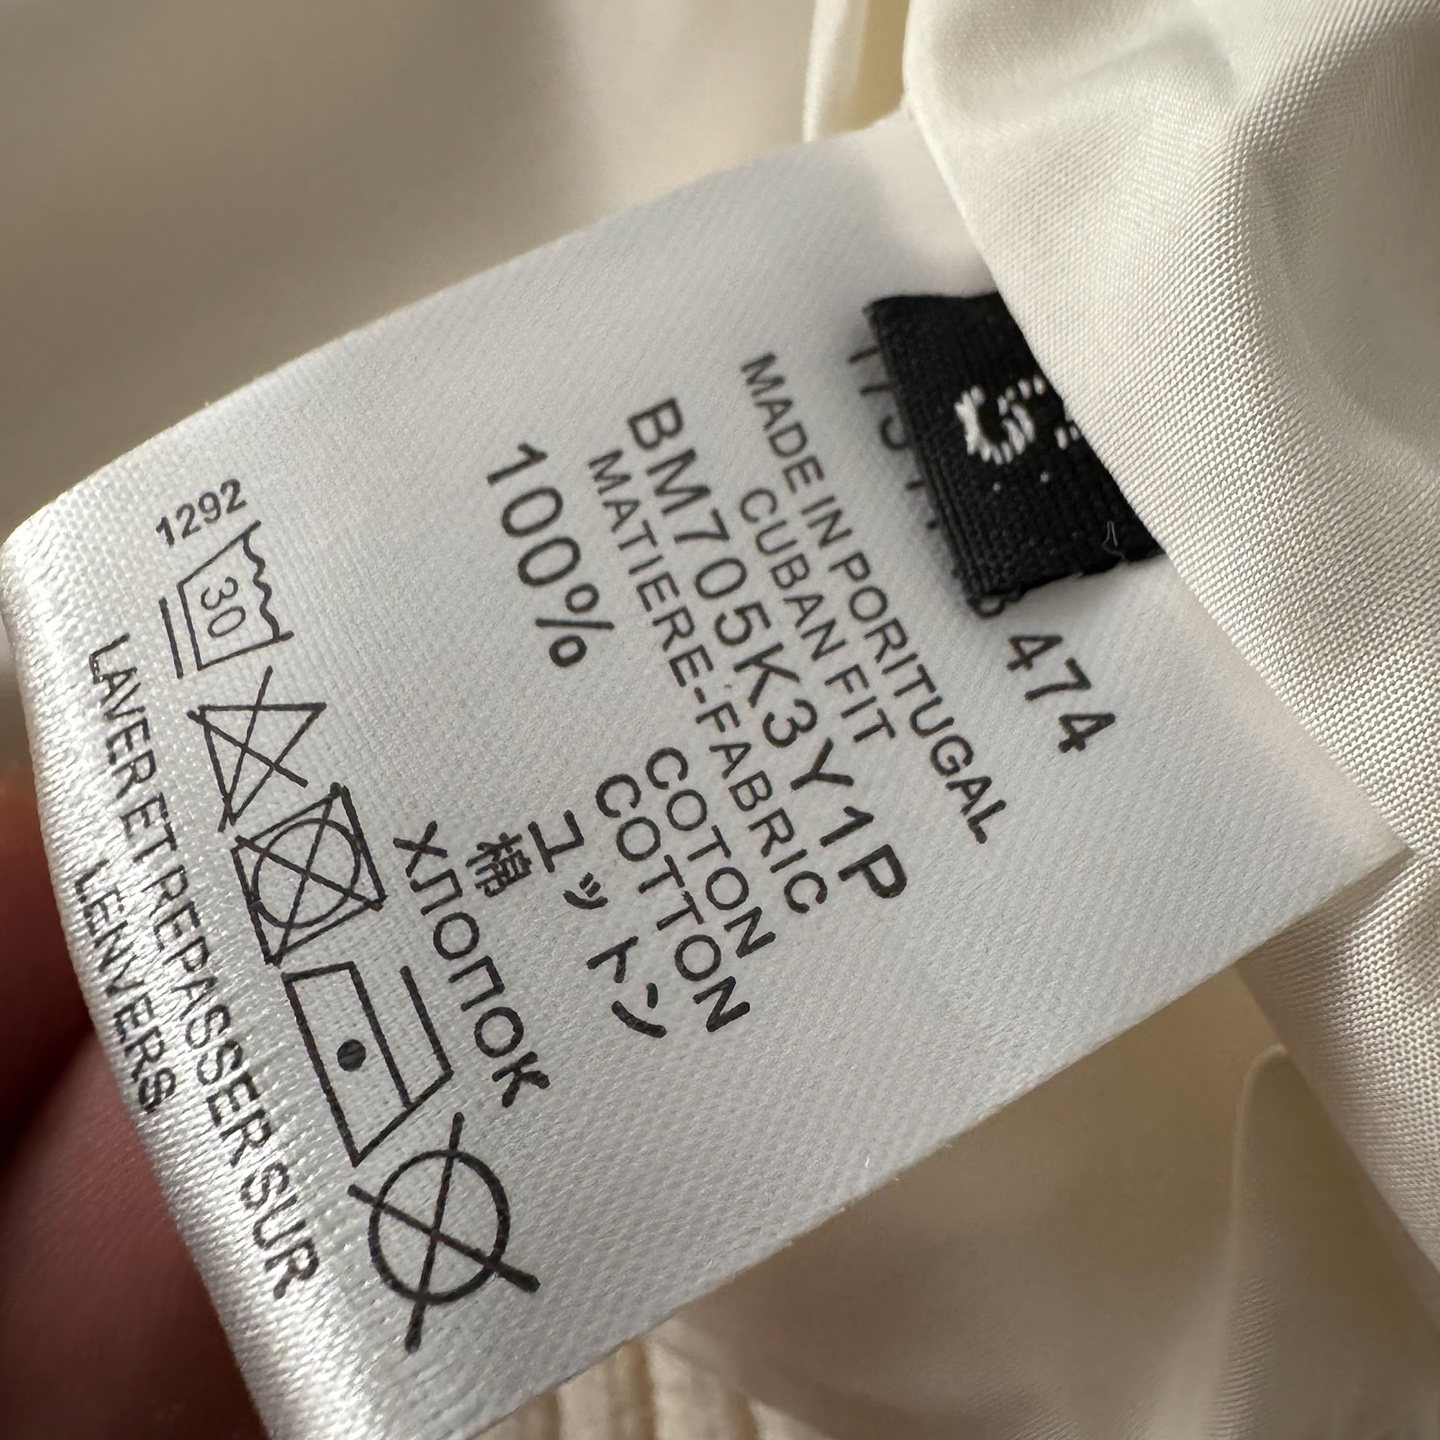 474
MADE IN PORITUGAL
CUBAN FIT
BM705K3Y1P
MATIERE-FABRIC
100%
COTON
COTTON
コットン
棉
ХЛОПОК
1292
30
LAVER ET REPASSER SUR
LENVERS